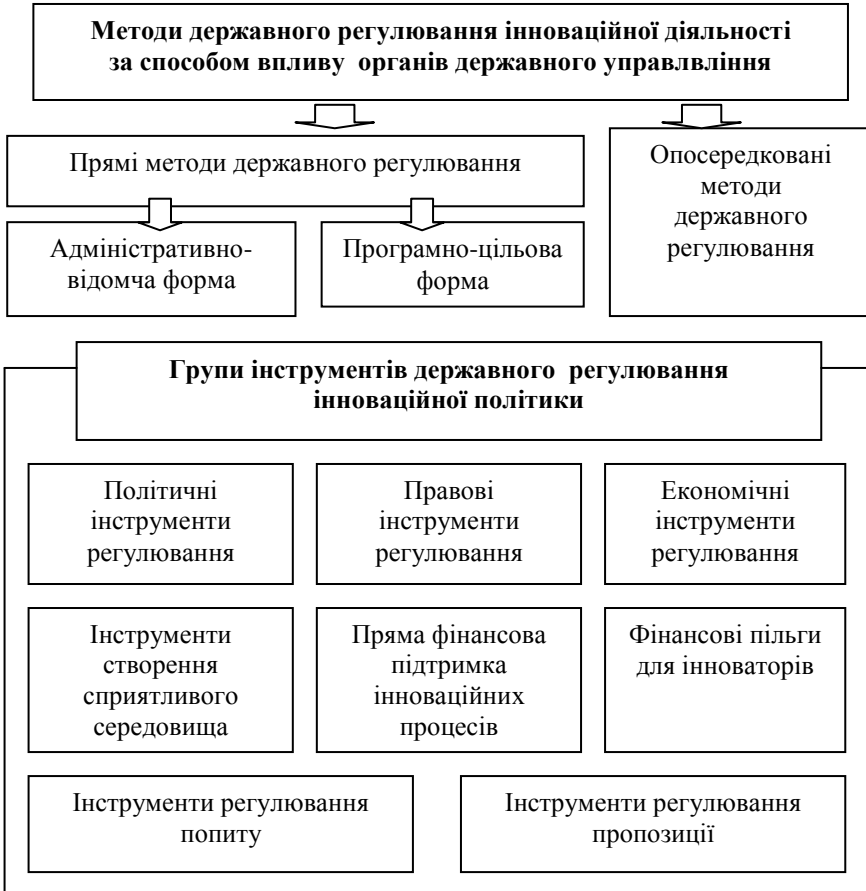 Методи державного регулювання інноваційної діяльності
за способом впливу органів державного управлвління
Прямі методи державного регулювання
Опосередковані
методи
державного
регулювання
Адміністративно-
відомча форма
Програмно-цільова
форма
Групи інструментів державного регулювання
інноваційної політики
Політичні
інструменти
регулювання
Правові
інструменти
регулювання
Економічні
інструменти
регулювання
Інструменти
створення
сприятливого
середовища
Пряма фінансова
підтримка
інноваційних
процесів
Фінансові пільги
для інноваторів
Інструменти регулювання
попиту
Інструменти регулювання
пропозиції